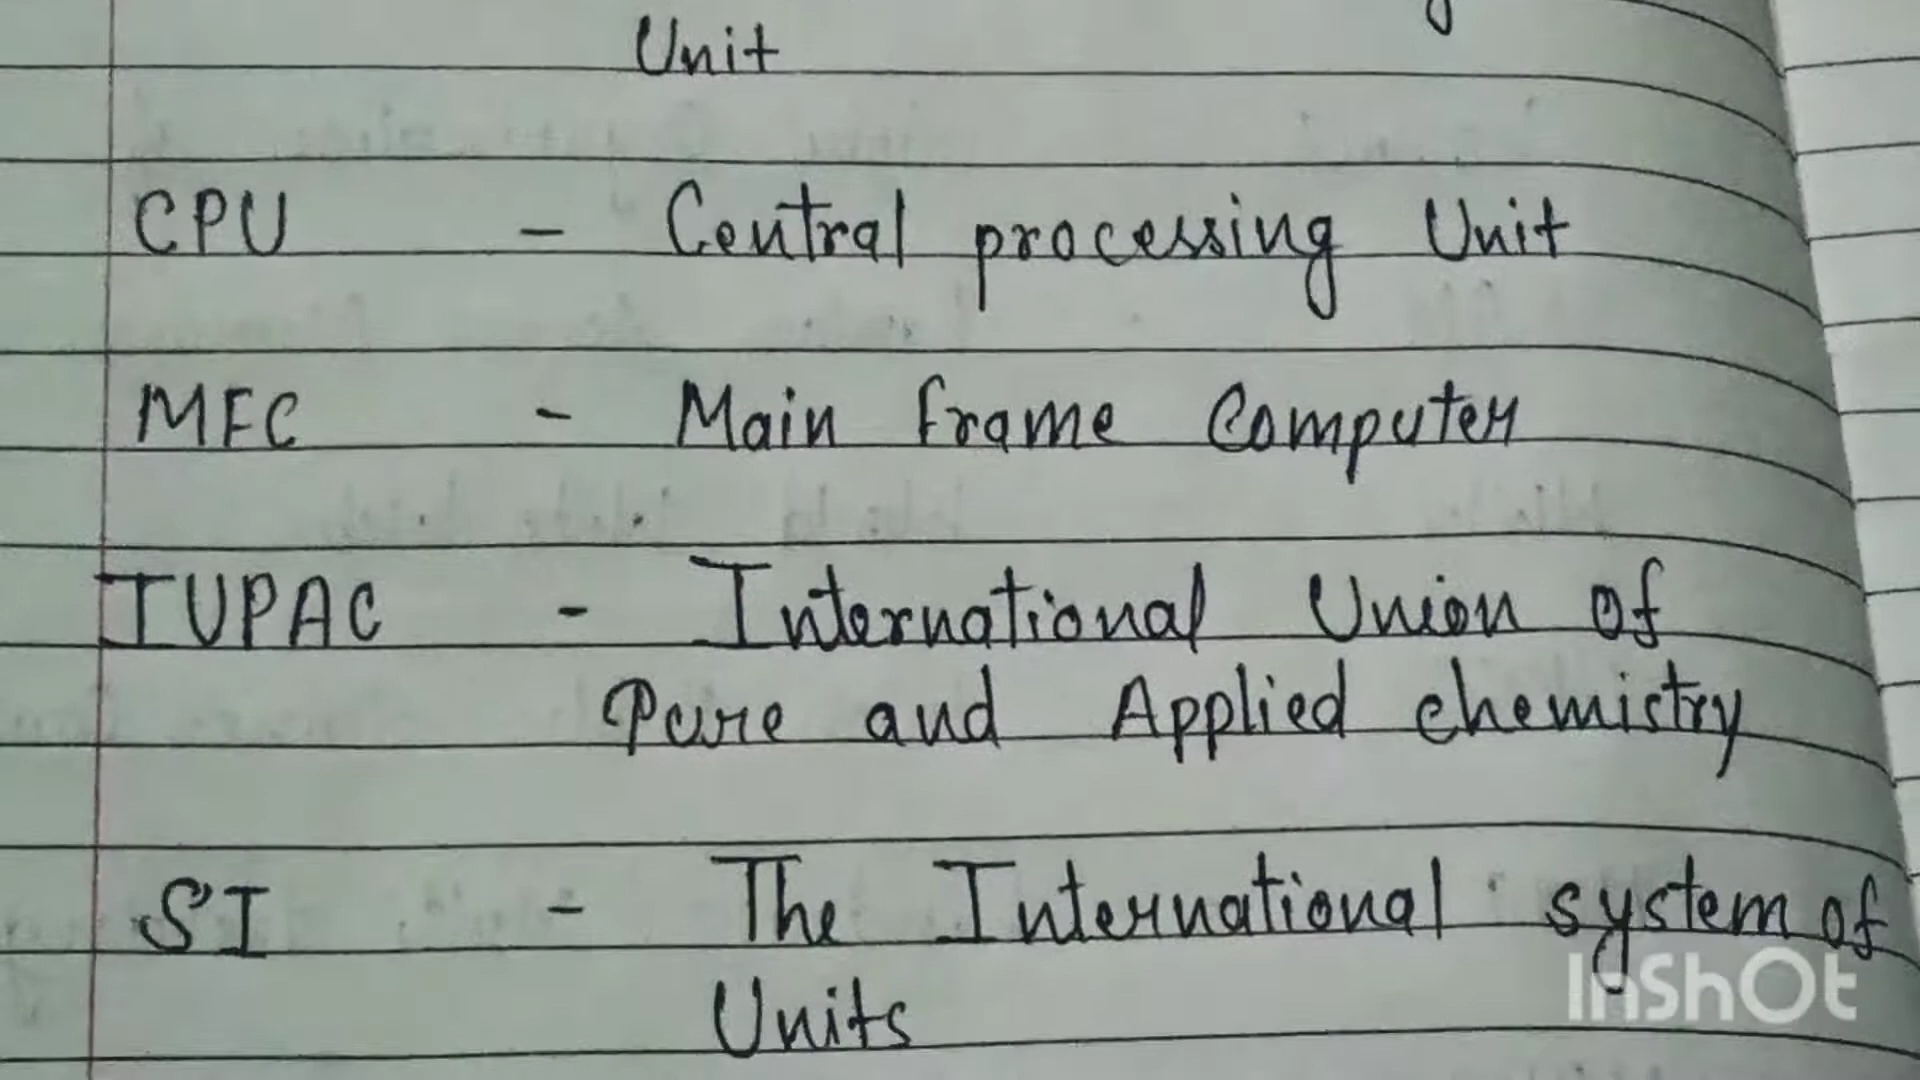 Unit
CPU - Central processing Unit
MFC - Main frame Computer
IUPAC - International Union of
Pure and Applied chemistry
SI - The International system of
Units
InShOt